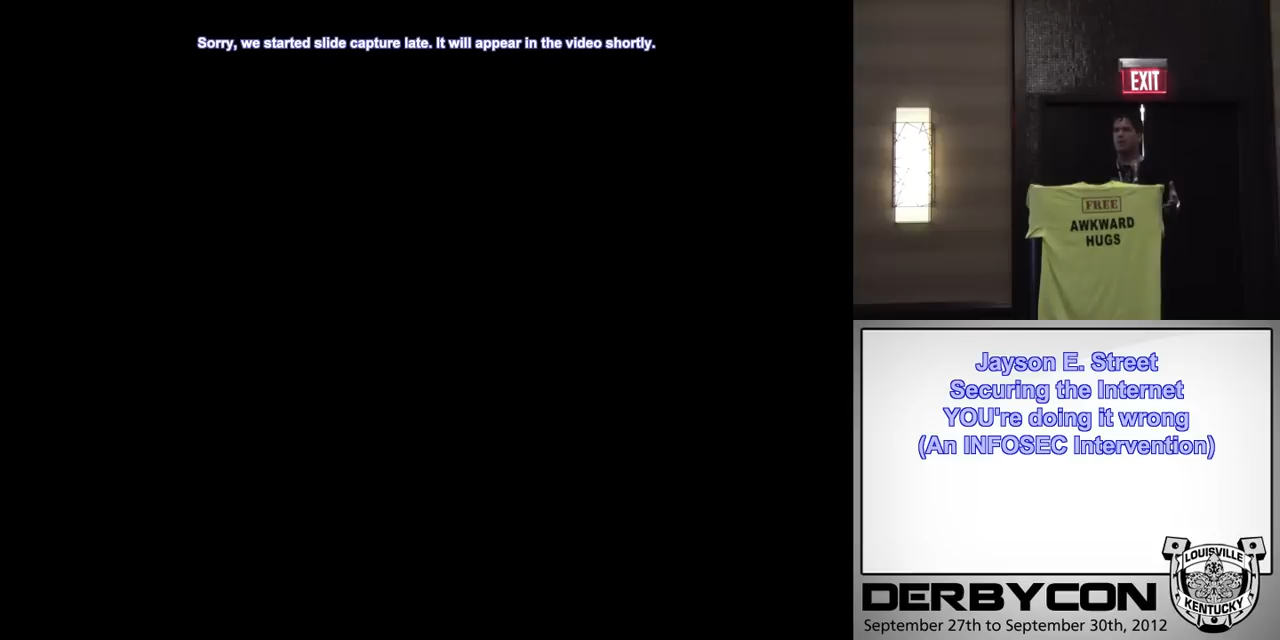 Sorry, we started slide capture late. It will appear in the video shortly.
EXIT
FREE
AWKWARD
HUGS
Jayson E. Street
Securing the Internet
YOU're doing it wrong
(An INFOSEC Intervention)
LOUISVILLE
KENTUCKY
DERBYCON
September 27th to September 30th, 2012